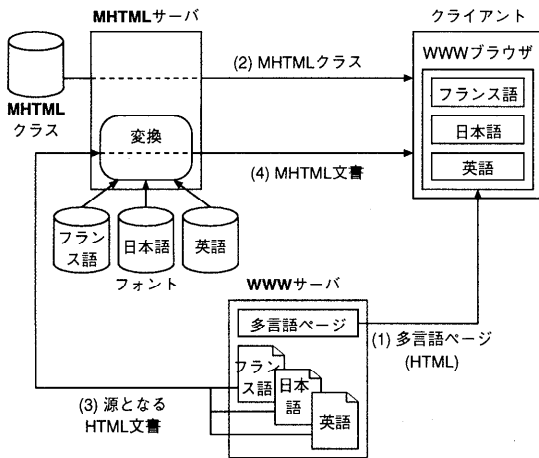 MHTMLサーバ
クライアント
WWWブラウザ
(2) MHTMLクラス
フランス語
日本語
英語
MHTML
クラス
変換
(4) MHTML文書
フラン
ス語
日本語
英語
フォント
WWWサーバ
多言語ページ
(1) 多言語ページ
(HTML)
フラン
ス語
日本
語
英語
(3) 源となる
HTML文書